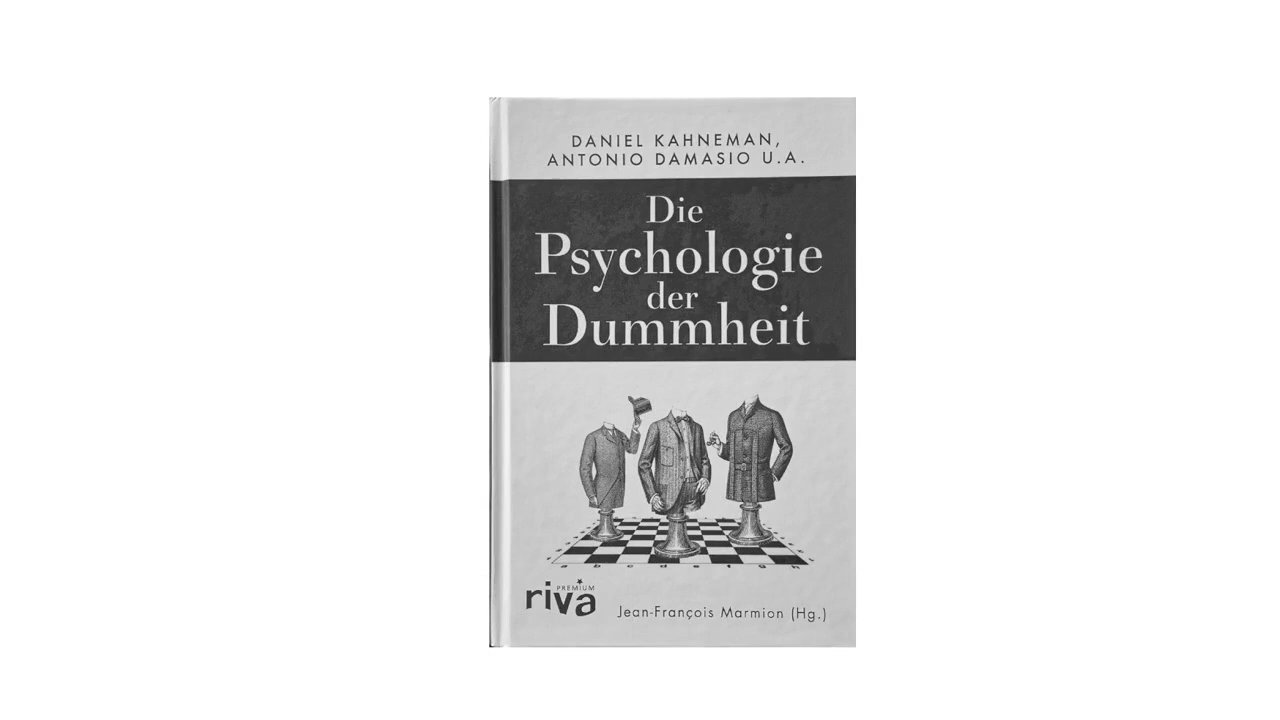 DANIEL KAHNEMAN,
ANTONIO DAMASIO U.A.
Die
Psychologie
der
Dummheit
a b c d e f g h
PREMIUM
riva
Jean-François Marmion (Hg.)